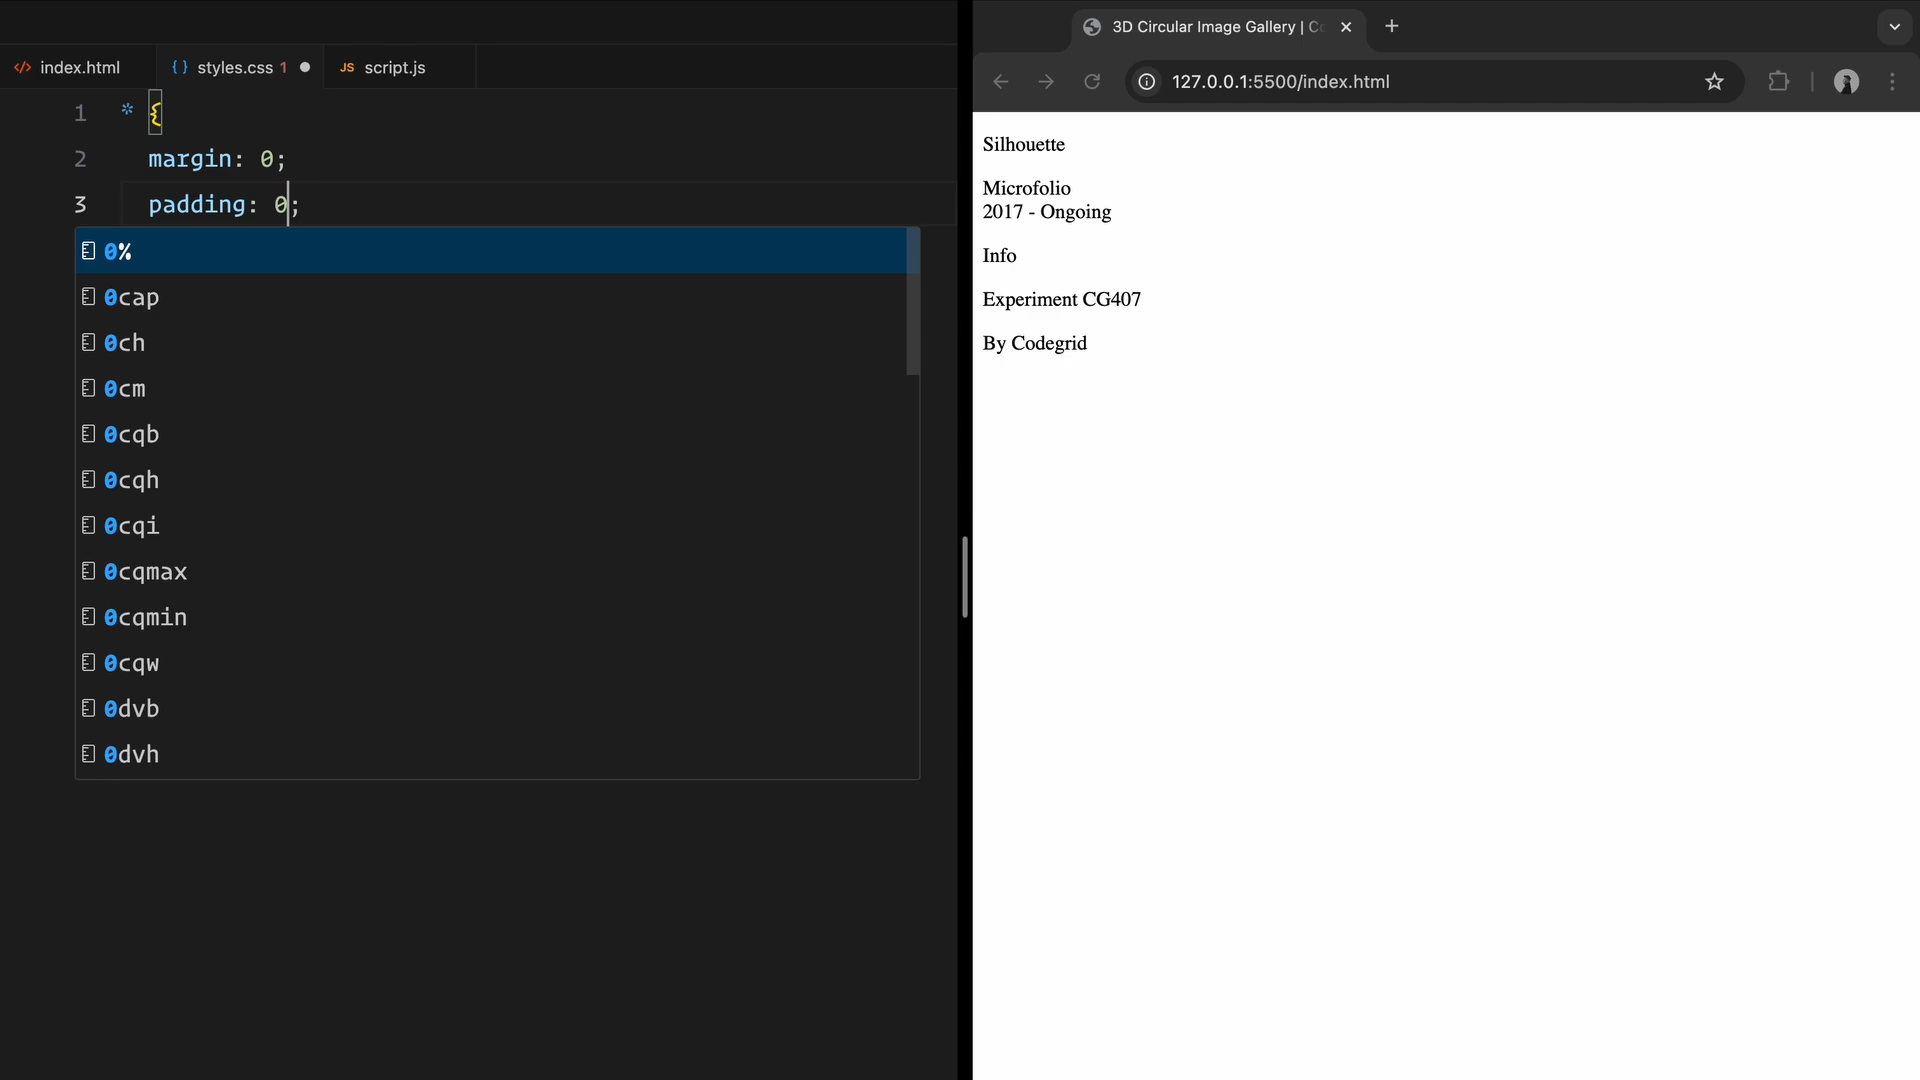 index.html
styles.css 1
script.js
1 * {
2 margin: 0;
3 padding: 0;
0%
0cap
0ch
0cm
0cqb
0cqh
0cqi
0cqmax
0cqmin
0cqw
0dvb
0dvh
3D Circular Image Gallery |
127.0.0.1:5500/index.html
Silhouette
Microfolio
2017 - Ongoing
Info
Experiment CG407
By Codegrid